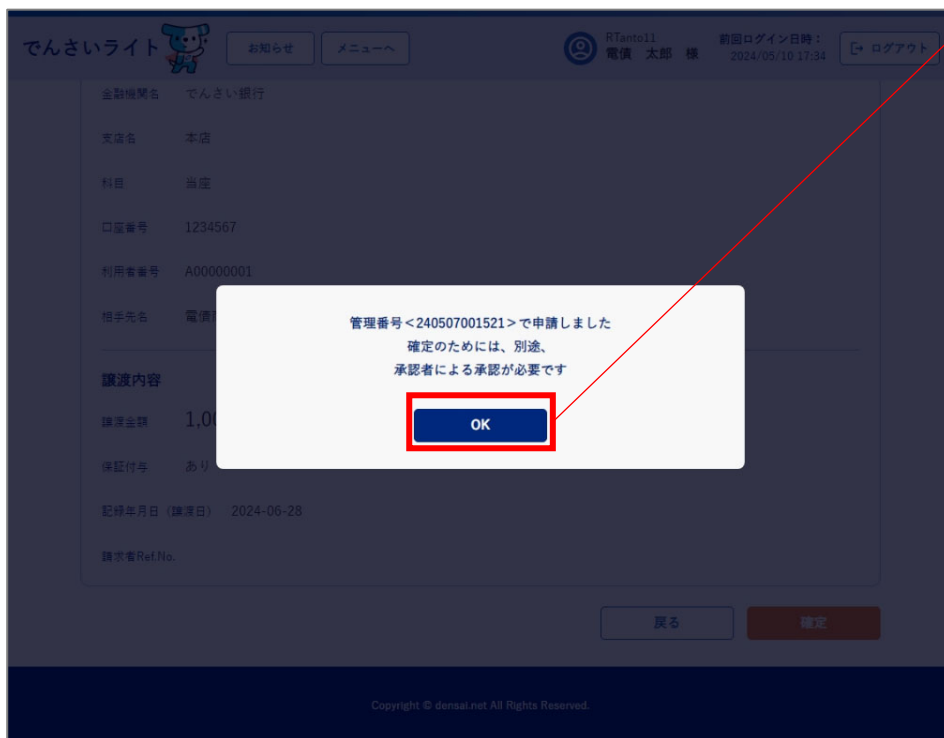 でんさいライト
お知らせ
メニューへ
RTanto11
電債 太郎 様
前回ログイン日時：
2024/05/10 17:34
ログアウト
金融機関名 でんさい銀行
支店名 本店
科目 当座
口座番号 1234567
利用者番号 A00000001
相手先名 電債
管理番号＜240507001521＞で申請しました
確定のためには、別途、
承認者による承認が必要です
OK
譲渡内容
譲渡金額 1,00
保証付与 あり
記録年月日（譲渡日） 2024-06-28
請求者Ref.No.
戻る
確定
Copyright © densai.net All Rights Reserved.